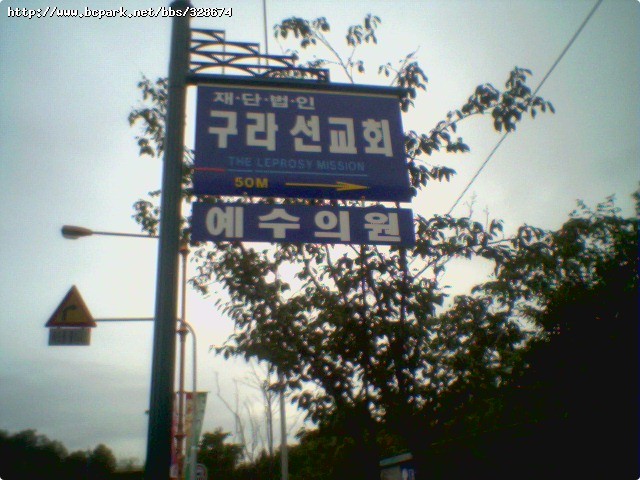 http://www.bcpark.net/bbs/328674
재·단·법·인
구라선교회
THE LEPROSY MISSION
50M
예수의원